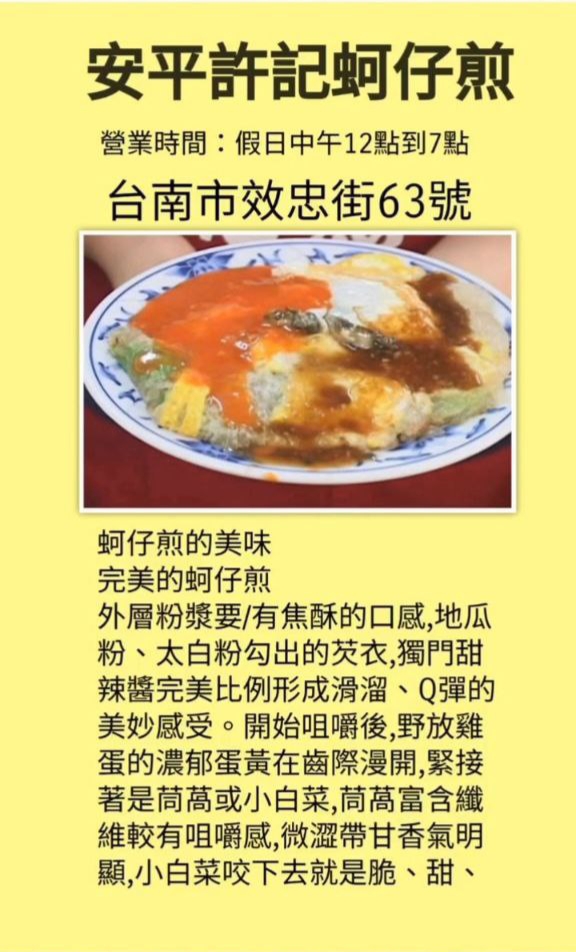 安平許記蚵仔煎
營業時間：假日中午12點到7點
台南市效忠街63號
蚵仔煎的美味
完美的蚵仔煎
外層粉漿要/有焦酥的口感,地瓜
粉、太白粉勾出的芡衣,獨門甜
辣醬完美比例形成滑溜、Q彈的
美妙感受。開始咀嚼後,野放雞
蛋的濃郁蛋黃在齒際漫開,緊接
著是茼萵或小白菜,茼萵富含纖
維較有咀嚼感,微澀帶甘香氣明
顯,小白菜咬下去就是脆、甜、